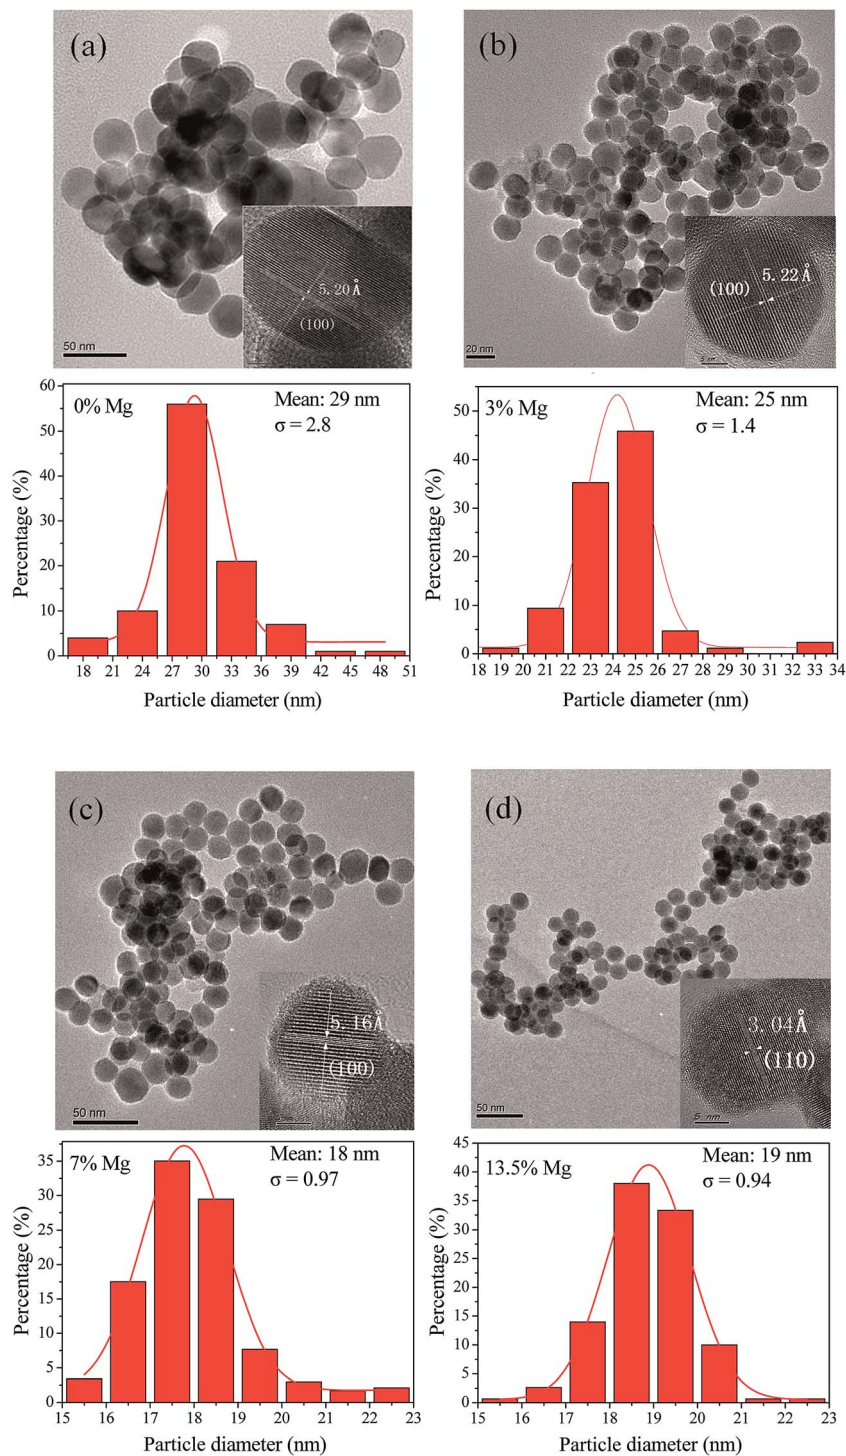 (a)
5.20Å
(100)
50 nm
(b)
5.22Å
(100)
5 nm
20 nm
0% Mg
Mean: 29 nm
σ = 2.8
60
50
40
30
20
10
0
Percentage (%)
18 21 24 27 30 33 36 39 42 45 48 51
Particle diameter (nm)
3% Mg
Mean: 25 nm
σ = 1.4
50
40
30
20
10
0
Percentage (%)
18 19 20 21 22 23 24 25 26 27 28 29 30 31 32 33 34
Particle diameter (nm)
(c)
5.16Å
(100)
50 nm
(d)
3.04Å
(110)
5 nm
50 nm
7% Mg
Mean: 18 nm
σ = 0.97
35
30
25
20
15
10
5
0
Percentage (%)
15 16 17 18 19 20 21 22 23
Particle diameter (nm)
13.5% Mg
Mean: 19 nm
σ = 0.94
45
40
35
30
25
20
15
10
5
0
Percentage (%)
15 16 17 18 19 20 21 22 23
Particle diameter (nm)